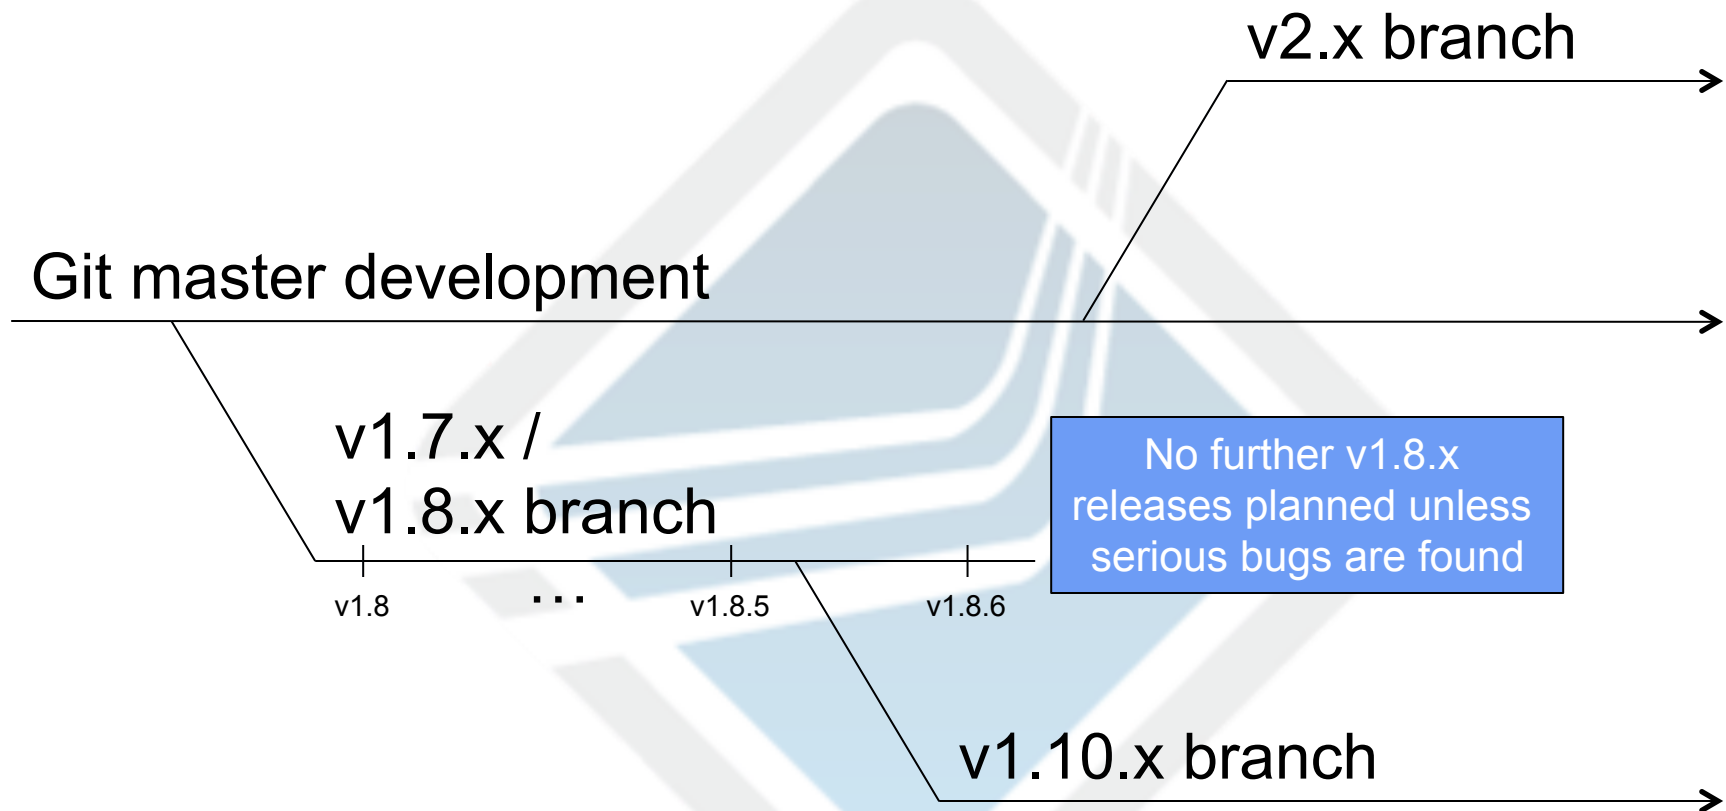 v2.x branch
Git master development
v1.7.x /
v1.8.x branch
No further v1.8.x
releases planned unless
serious bugs are found
v1.8
...
v1.8.5
v1.8.6
v1.10.x branch